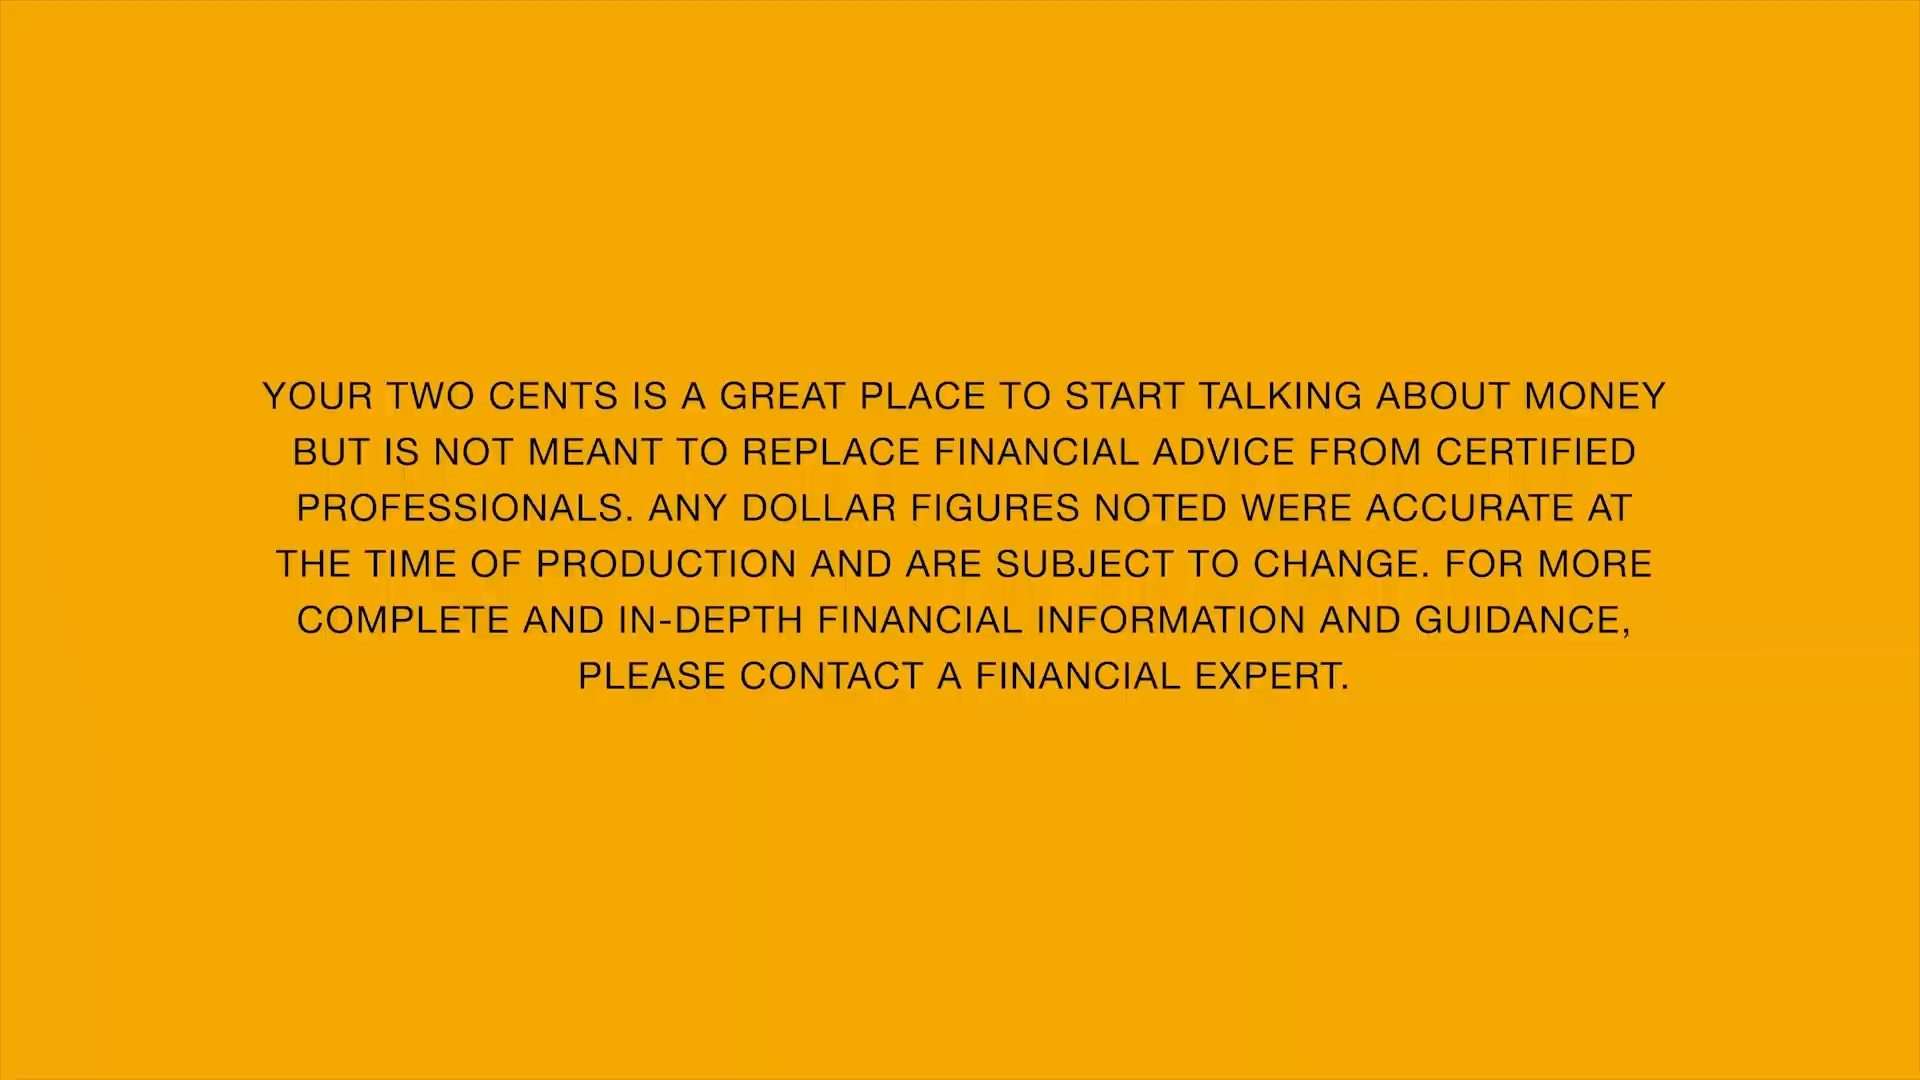 YOUR TWO CENTS IS A GREAT PLACE TO START TALKING ABOUT MONEY
BUT IS NOT MEANT TO REPLACE FINANCIAL ADVICE FROM CERTIFIED
PROFESSIONALS. ANY DOLLAR FIGURES NOTED WERE ACCURATE AT
THE TIME OF PRODUCTION AND ARE SUBJECT TO CHANGE. FOR MORE
COMPLETE AND IN-DEPTH FINANCIAL INFORMATION AND GUIDANCE,
PLEASE CONTACT A FINANCIAL EXPERT.